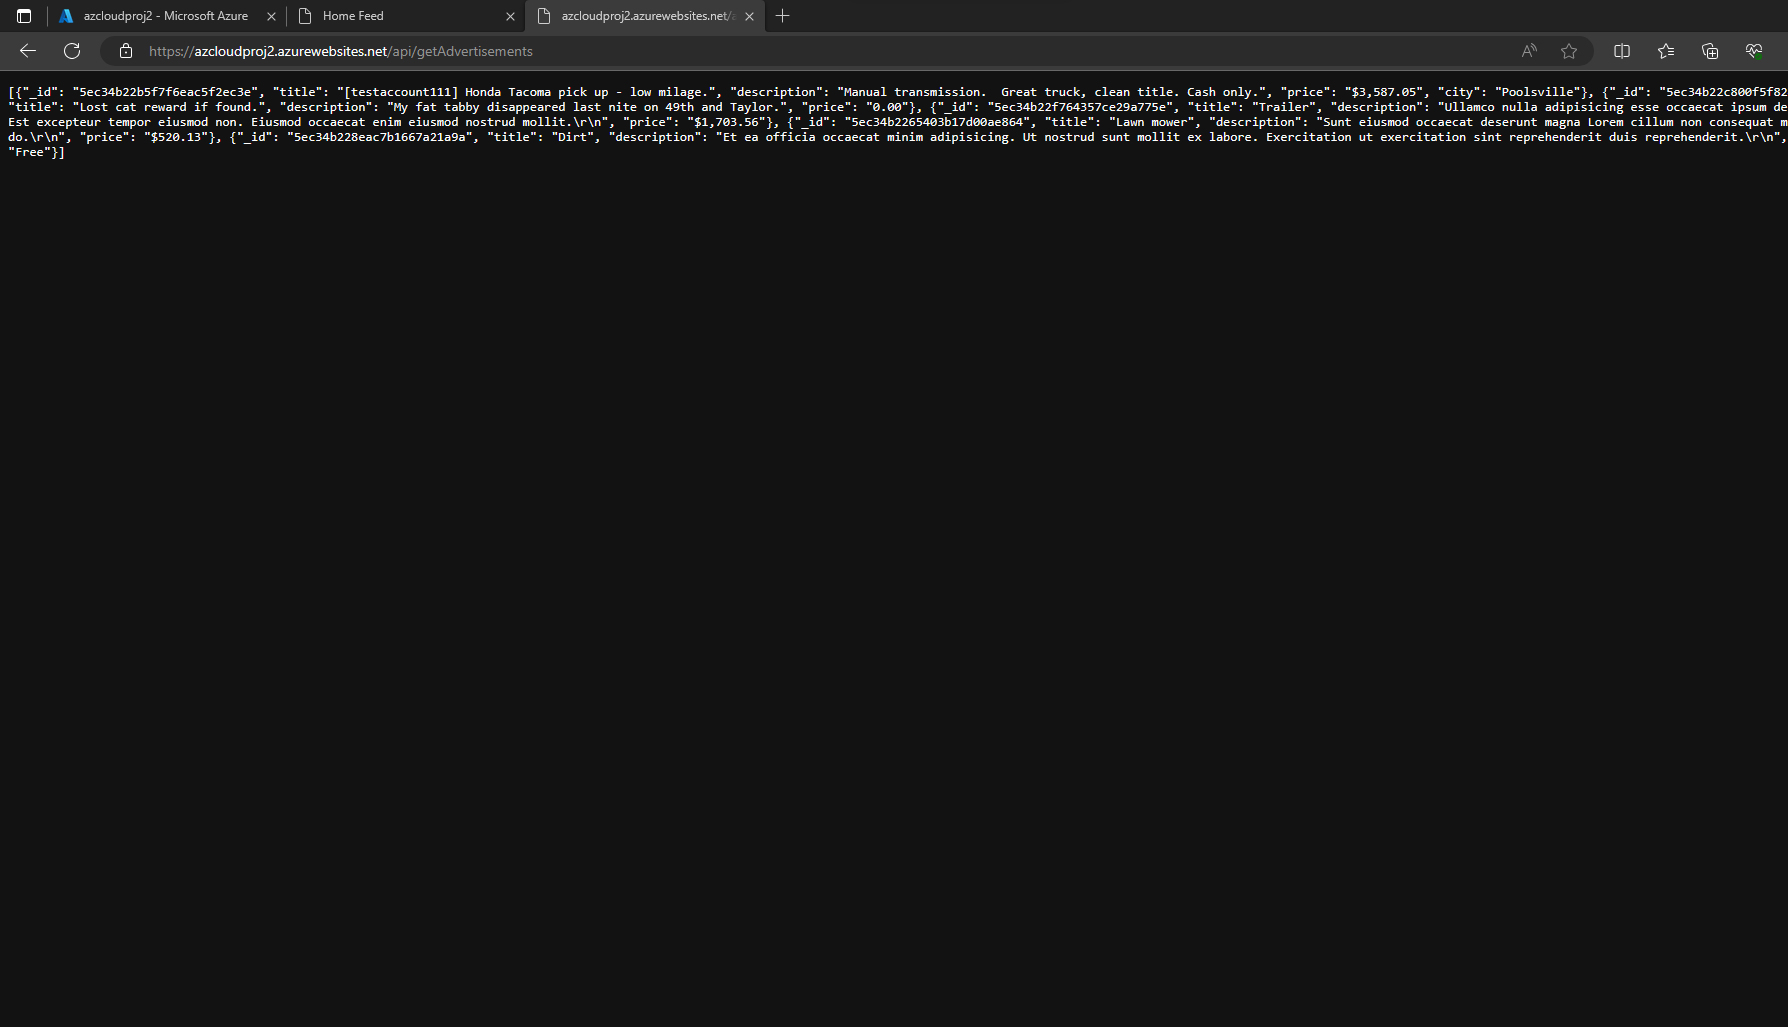 azcloudproj2 - Microsoft Azure
Home Feed
azcloudproj2.azurewebsites.net/a
https://azcloudproj2.azurewebsites.net/api/getAdvertisements
[{"_id": "5ec34b22b5f7f6eac5f2ec3e", "title": "[testaccount111] Honda Tacoma pick up - low milage.", "description": "Manual transmission.  Great truck, clean title. Cash only.", "price": "$3,587.05", "city": "Poolsville"}, {"_id": "5ec34b22c800f5f82
"title": "Lost cat reward if found.", "description": "My fat tabby disappeared last nite on 49th and Taylor.", "price": "0.00"}, {"_id": "5ec34b22f764357ce29a775e", "title": "Trailer", "description": "Ullamco nulla adipisicing esse occaecat ipsum de
Est excepteur tempor eiusmod non. Eiusmod occaecat enim eiusmod nostrud mollit.\r\n", "price": "$1,703.56"}, {"_id": "5ec34b2265403b17d00ae864", "title": "Lawn mower", "description": "Sunt eiusmod occaecat deserunt magna Lorem cillum non consequat m
do.\r\n", "price": "$520.13"}, {"_id": "5ec34b228eac7b1667a21a9a", "title": "Dirt", "description": "Et ea officia occaecat minim adipisicing. Ut nostrud sunt mollit ex labore. Exercitation ut exercitation sint reprehenderit duis reprehenderit.\r\n",
"Free"}]